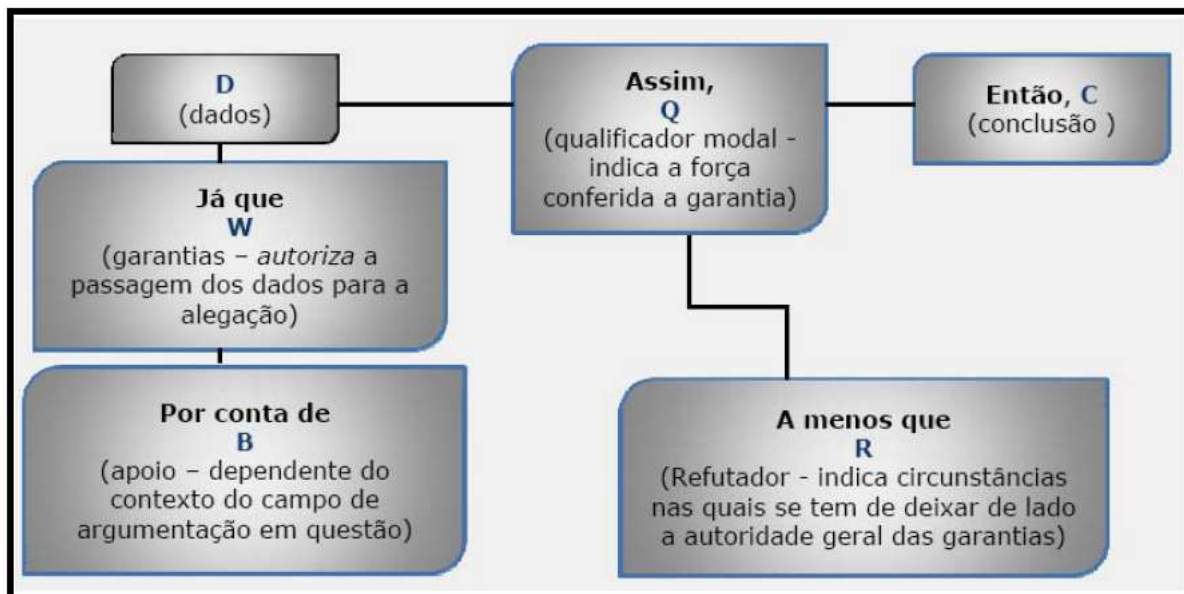 D
(dados)
Assim,
Q
(qualificador modal -
indica a força
conferida a garantia)
Então, C
(conclusão )
Já que
W
(garantias – autoriza a
passagem dos dados para a
alegação)
Por conta de
B
(apoio – dependente do
contexto do campo de
argumentação em questão)
A menos que
R
(Refutador - indica circunstâncias
nas quais se tem de deixar de lado
a autoridade geral das garantias)